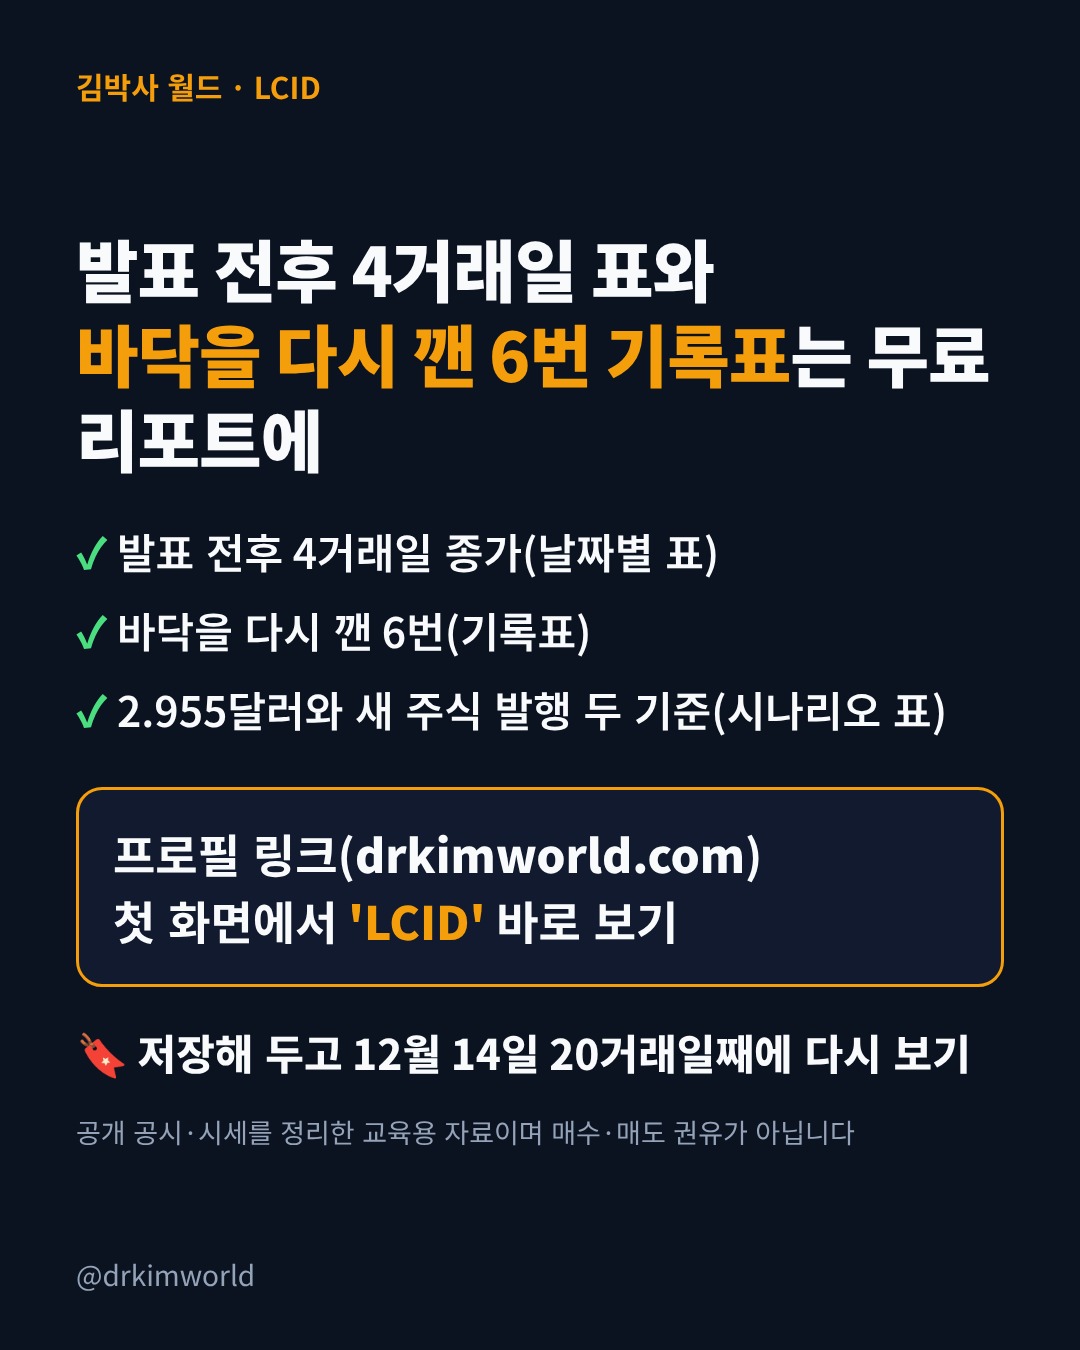 김박사 월드 · LCID
발표 전후 4거래일 표와
바닥을 다시 깬 6번 기록표는 무료
리포트에
✓ 발표 전후 4거래일 종가(날짜별 표)
✓ 바닥을 다시 깬 6번(기록표)
✓ 2.955달러와 새 주식 발행 두 기준(시나리오 표)
프로필 링크(drkimworld.com)
첫 화면에서 'LCID' 바로 보기
🔖 저장해 두고 12월 14일 20거래일째에 다시 보기
공개 공시·시세를 정리한 교육용 자료이며 매수·매도 권유가 아닙니다
@drkimworld